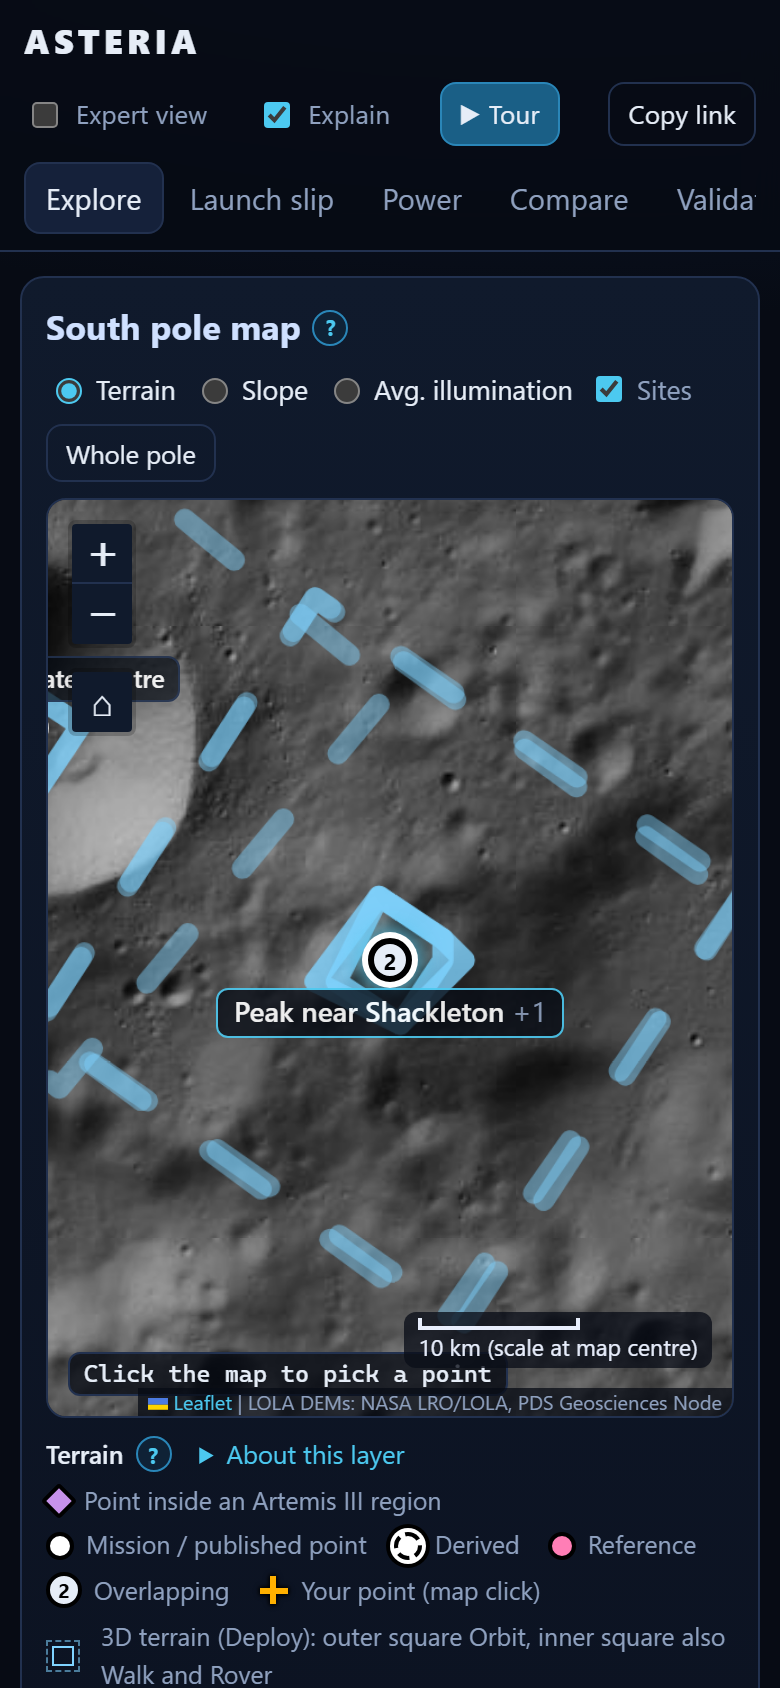 ASTERIA
Expert view
Explain
▶ Tour
Copy link
Explore
Launch slip
Power
Compare
Valida
South pole map ?
Terrain
Slope
Avg. illumination
Sites
Whole pole
+
−
tre
2
Peak near Shackleton +1
10 km (scale at map centre)
Click the map to pick a point
Leaflet | LOLA DEMs: NASA LRO/LOLA, PDS Geosciences Node
Terrain ? ▶ About this layer
Point inside an Artemis III region
Mission / published point
Derived
Reference
2 Overlapping
Your point (map click)
3D terrain (Deploy): outer square Orbit, inner square also
Walk and Rover